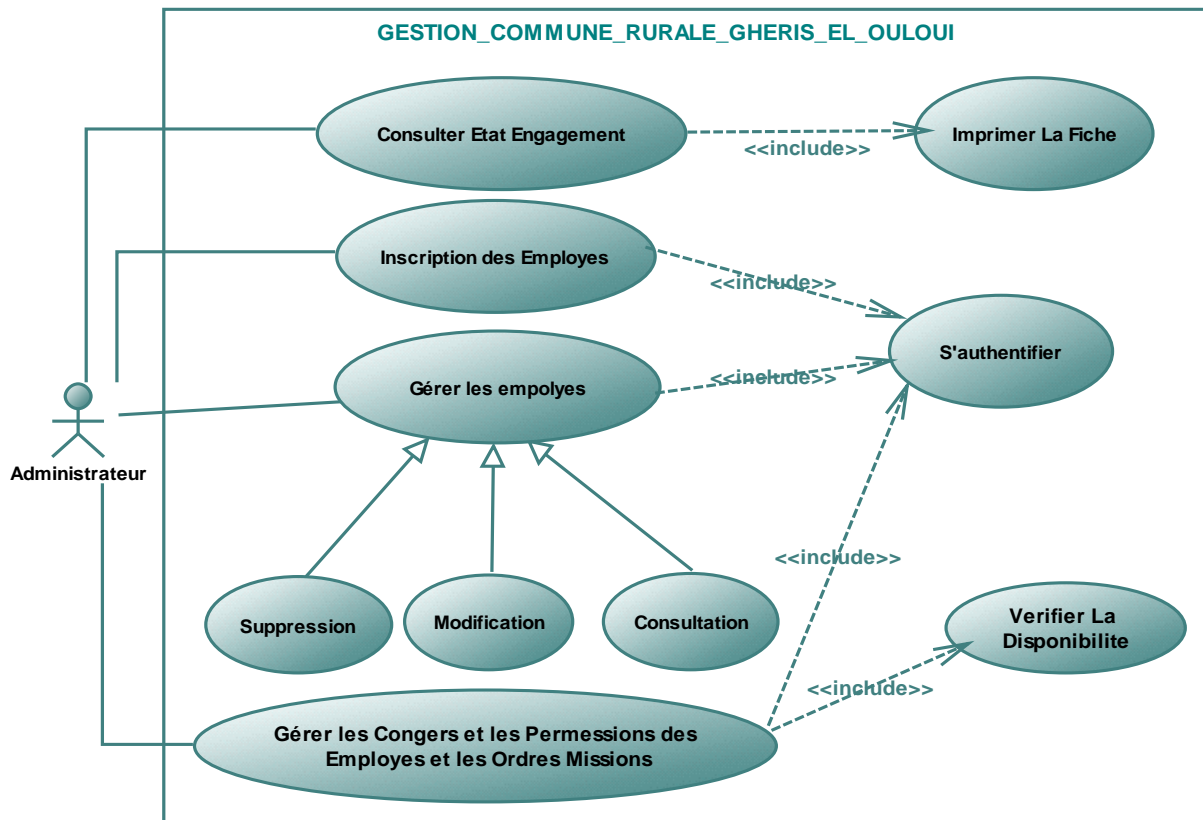 GESTION_COMMUNE_RURALE_GHERIS_EL_OULOUI
Consulter Etat Engagement
<<include>>
Imprimer La Fiche
Inscription des Employes
<<include>>
S'authentifier
Gérer les empolyes
<<include>>
Administrateur
<<include>>
Suppression
Modification
Consultation
Verifier La
Disponibilite
<<include>>
Gérer les Congers et les Permessions des
Employes et les Ordres Missions